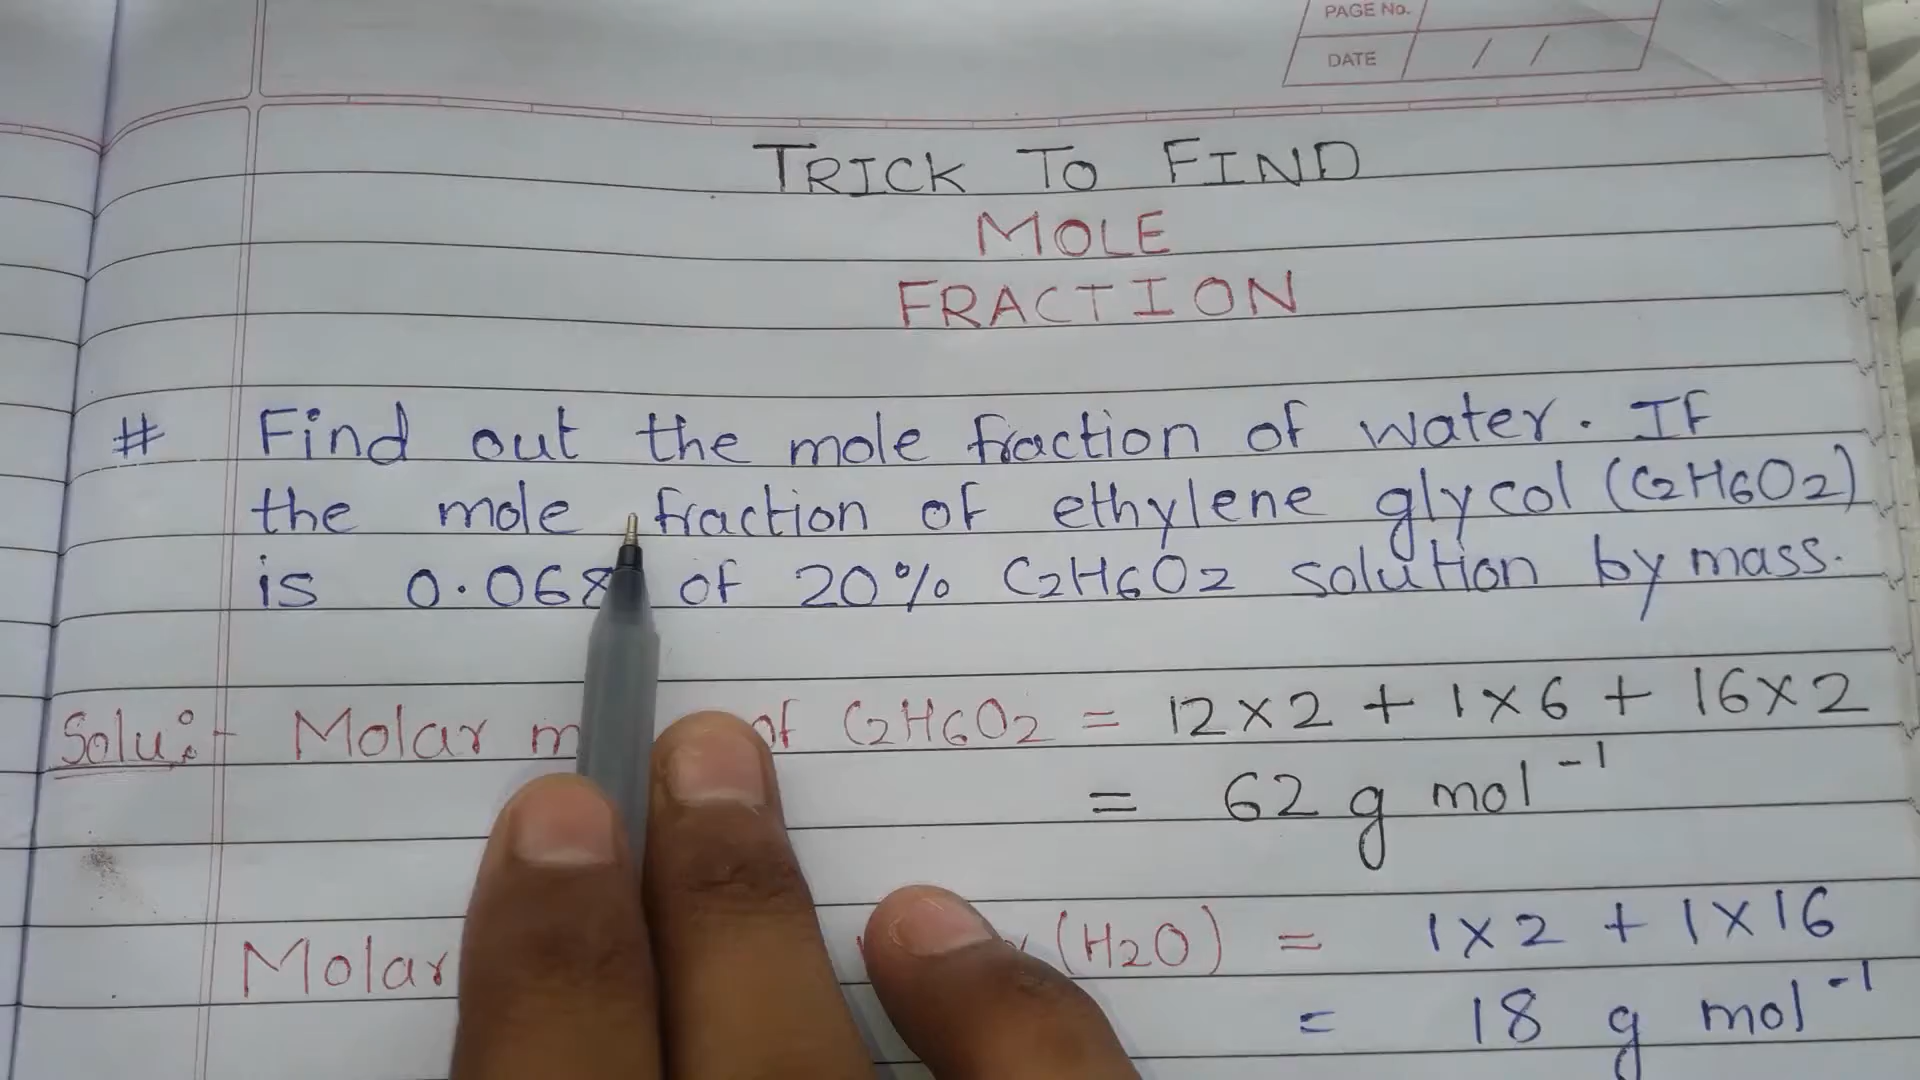 PAGE No.
DATE / /
TRICK TO FIND
MOLE
FRACTION
# Find out the mole fraction of water. If
the mole fraction of ethylene glycol (C2H6O2)
is 0.068 of 20% C2H6O2 solution by mass.
Solu:- Molar of C2H6O2 = 12×2 + 1×6 + 16×2
= 62 g mol⁻¹
Molar (H2O) = 1×2 + 1×16
= 18 g mol⁻¹